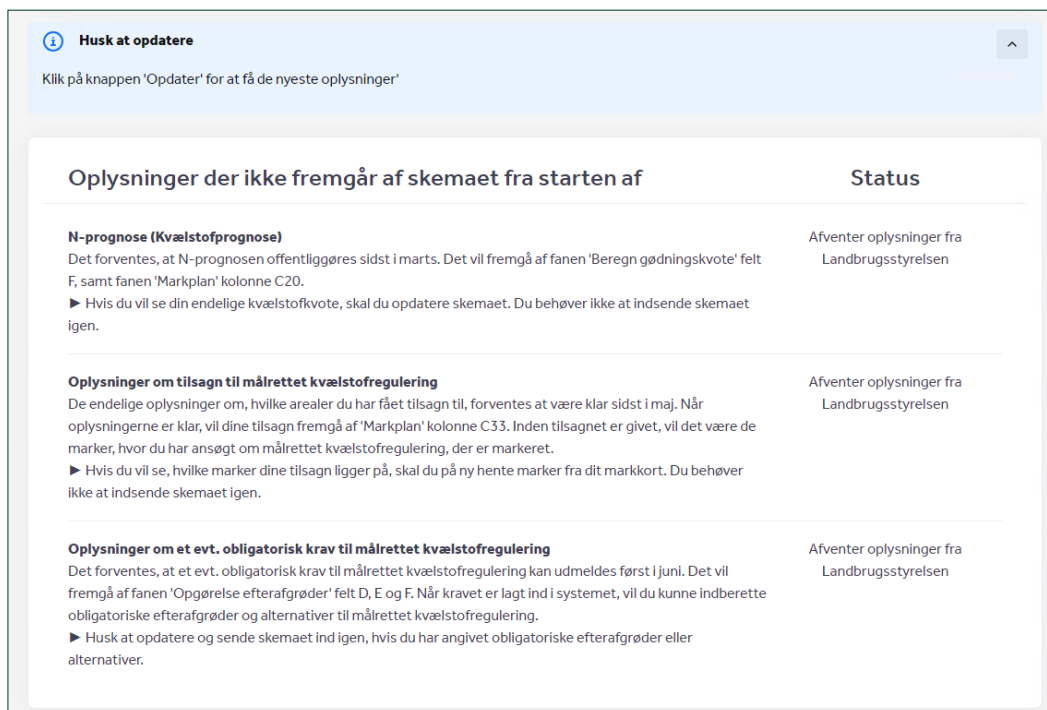 Husk at opdatere
Klik på knappen 'Opdater' for at få de nyeste oplysninger'
Oplysninger der ikke fremgår af skemaet fra starten af
Status
N-prognose (Kvælstofprognose)
Det forventes, at N-prognosen offentliggøres sidst i marts. Det vil fremgå af fanen 'Beregn gødningskvote' felt
F, samt fanen 'Markplan' kolonne C20.
► Hvis du vil se din endelige kvælstofkvote, skal du opdatere skemaet. Du behøver ikke at indsende skemaet
igen.
Afventer oplysninger fra
Landbrugsstyrelsen
Oplysninger om tilsagn til målrettet kvælstofregulering
De endelige oplysninger om, hvilke arealer du har fået tilsagn til, forventes at være klar sidst i maj. Når
oplysningerne er klar, vil dine tilsagn fremgå af 'Markplan' kolonne C33. Inden tilsagnet er givet, vil det være de
marker, hvor du har ansøgt om målrettet kvælstofregulering, der er markeret.
► Hvis du vil se, hvilke marker dine tilsagn ligger på, skal du på ny hente marker fra dit markkort. Du behøver
ikke at indsende skemaet igen.
Afventer oplysninger fra
Landbrugsstyrelsen
Oplysninger om et evt. obligatorisk krav til målrettet kvælstofregulering
Det forventes, at et evt. obligatorisk krav til målrettet kvælstofregulering kan udmeldes først i juni. Det vil
fremgå af fanen 'Opgørelse efterafgrøder' felt D, E og F. Når kravet er lagt ind i systemet, vil du kunne indberette
obligatoriske efterafgrøder og alternativer til målrettet kvælstofregulering.
► Husk at opdatere og sende skemaet ind igen, hvis du har angivet obligatoriske efterafgrøder eller
alternativer.
Afventer oplysninger fra
Landbrugsstyrelsen